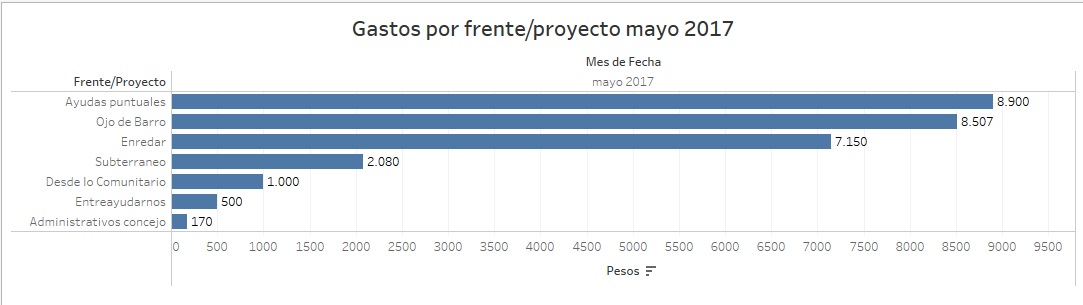 Gastos por frente/proyecto mayo 2017
Mes de Fecha
Frente/Proyecto mayo 2017
Ayudas puntuales 8.900
Ojo de Barro 8.507
Enredar 7.150
Subterraneo 2.080
Desde lo Comunitario 1.000
Entreayudarnos 500
Administrativos concejo 170
0 500 1000 1500 2000 2500 3000 3500 4000 4500 5000 5500 6000 6500 7000 7500 8000 8500 9000 9500
Pesos